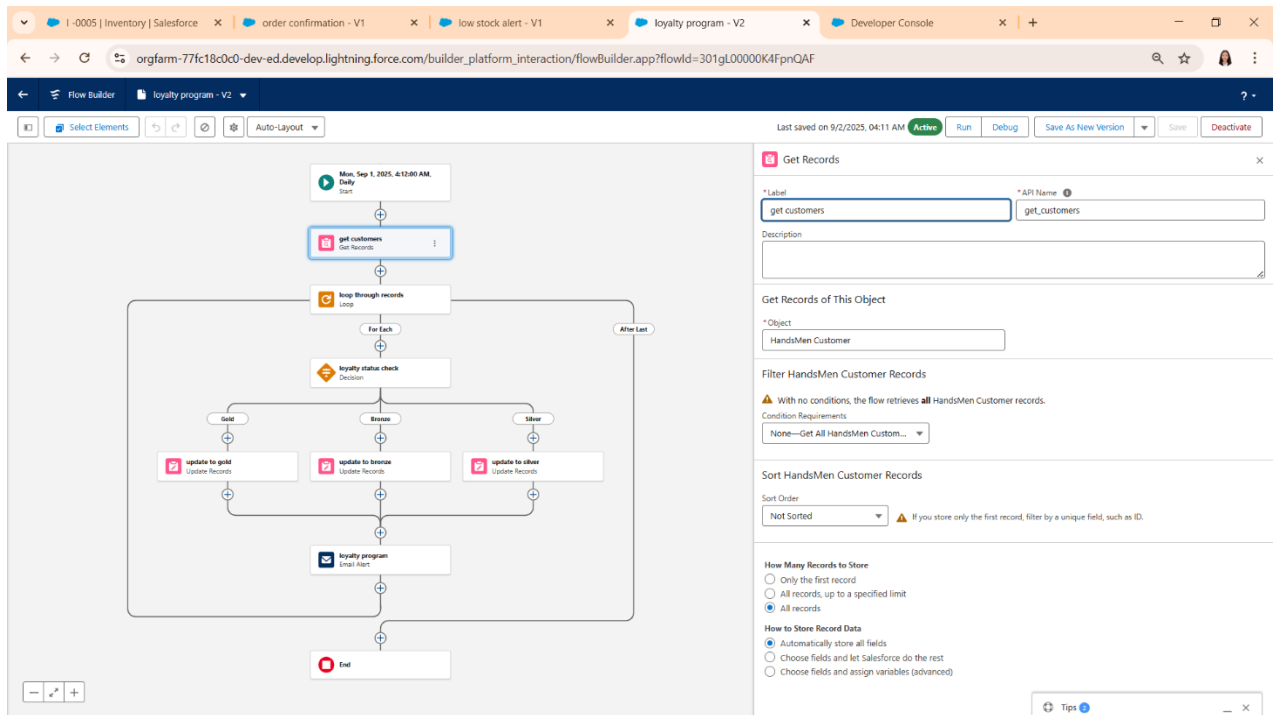 I -0005 | Inventory | Salesforce
order confirmation - V1
low stock alert - V1
loyalty program - V2
Developer Console
orgfarm-77fc18c0c0-dev-ed.develop.lightning.force.com/builder_platform_interaction/flowBuilder.app?flowId=301gL00000K4FpnQAF
Flow Builder
loyalty program - V2
?
Select Elements
Auto-Layout
Last saved on 9/2/2025, 04:11 AM
Active
Run
Debug
Save As New Version
Save
Deactivate
Mon, Sep 1, 2025, 4:12:00 AM,
Daily
Start
get customers
Get Records
loop through records
Loop
For Each
After Last
loyalty status check
Decision
Gold
Bronze
Silver
update to gold
Update Records
update to bronze
Update Records
update to silver
Update Records
loyalty program
Email Alert
End
Get Records
*Label
get customers
*API Name
get_customers
Description
Get Records of This Object
*Object
HandsMen Customer
Filter HandsMen Customer Records
With no conditions, the flow retrieves all HandsMen Customer records.
Condition Requirements
None—Get All HandsMen Custom...
Sort HandsMen Customer Records
Sort Order
Not Sorted
If you store only the first record, filter by a unique field, such as ID.
How Many Records to Store
Only the first record
All records, up to a specified limit
All records
How to Store Record Data
Automatically store all fields
Choose fields and let Salesforce do the rest
Choose fields and assign variables (advanced)
Tips 2